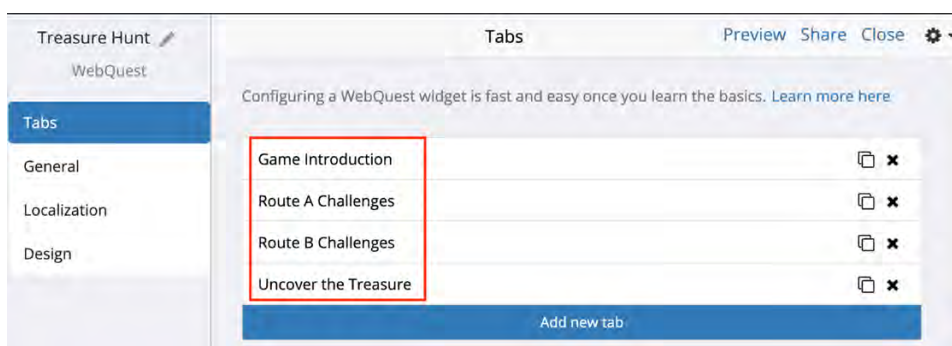 Treasure Hunt
WebQuest
Tabs
General
Localization
Design
Tabs
Preview Share Close
Configuring a WebQuest widget is fast and easy once you learn the basics. Learn more here
Game Introduction
Route A Challenges
Route B Challenges
Uncover the Treasure
Add new tab